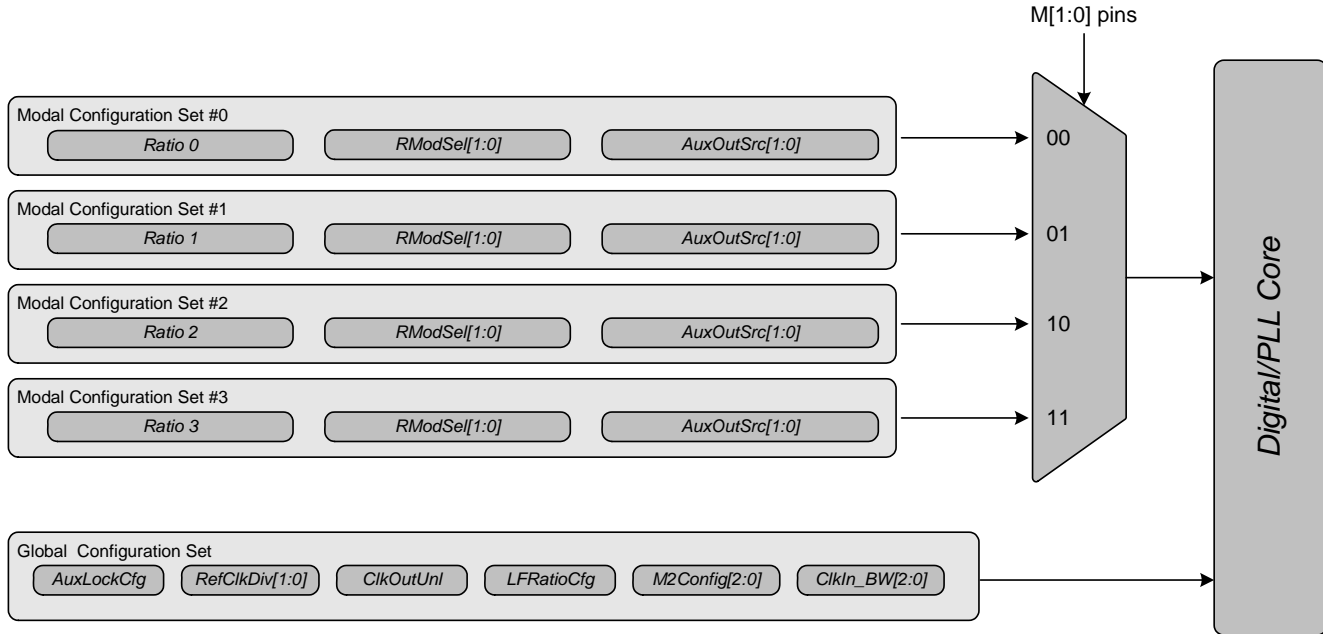 M[1:0] pins
Modal Configuration Set #0
Ratio 0 RModSel[1:0] AuxOutSrc[1:0]
00
Modal Configuration Set #1
Ratio 1 RModSel[1:0] AuxOutSrc[1:0]
01
Modal Configuration Set #2
Ratio 2 RModSel[1:0] AuxOutSrc[1:0]
10
Modal Configuration Set #3
Ratio 3 RModSel[1:0] AuxOutSrc[1:0]
11
Digital/PLL Core
Global Configuration Set
AuxLockCfg RefClkDiv[1:0] ClkOutUnl LFRatioCfg M2Config[2:0] ClkIn_BW[2:0]